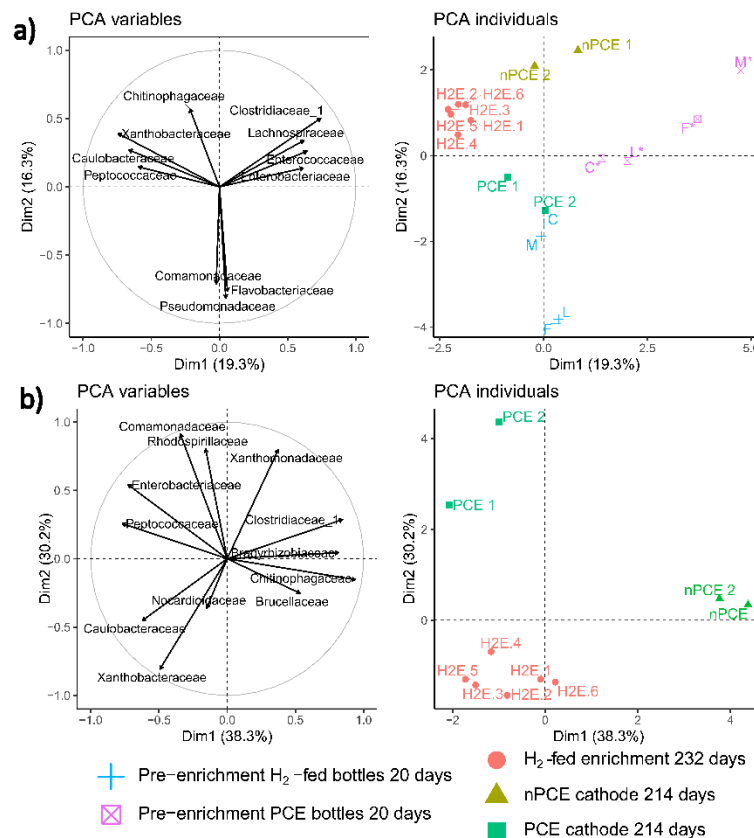 a)
PCA variables
1.0
0.5
0.0
−0.5
−1.0
Dim2 (16.3%)
Chitinophagaceae
Clostridiaceae_1
Xanthobacteraceae
Lachnospiraceae
Caulobacteraceae
Enterococcaceae
Peptococcaceae
Enterobacteriaceae
Comamonadaceae
Flavobacteriaceae
Pseudomonadaceae
−1.0 −0.5 0.0 0.5 1.0
Dim1 (19.3%)
PCA individuals
2
0
−2
−4
Dim2 (16.3%)
nPCE 1
nPCE 2
M*
H2E.2
H2E.6
H2E.3
H2E.5
H2E.1
H2E.4
F*
L*
C*
PCE 1
PCE 2
C
M
L
F
−2.5 0.0 2.5 5.0
Dim1 (19.3%)
b)
PCA variables
1.0
0.5
0.0
−0.5
−1.0
Dim2 (30.2%)
Comamonadaceae
Rhodospirillaceae
Xanthomonadaceae
Enterobacteriaceae
Peptococcaceae
Clostridiaceae_1
Bradyrhizobiaceae
Chitinophagaceae
Nocardioidaceae
Brucellaceae
Caulobacteraceae
Xanthobacteraceae
−1.0 −0.5 0.0 0.5 1.0
Dim1 (38.3%)
PCA individuals
4
2
0
Dim2 (30.2%)
PCE 2
PCE 1
nPCE 2
nPCE
H2E.4
H2E.5
H2E.1
H2E.3
H2E.2
H2E.6
−2 0 2 4
Dim1 (38.3%)
Pre−enrichment H₂ −fed bottles 20 days
Pre−enrichment PCE bottles 20 days
H₂−fed enrichment 232 days
nPCE cathode 214 days
PCE cathode 214 days